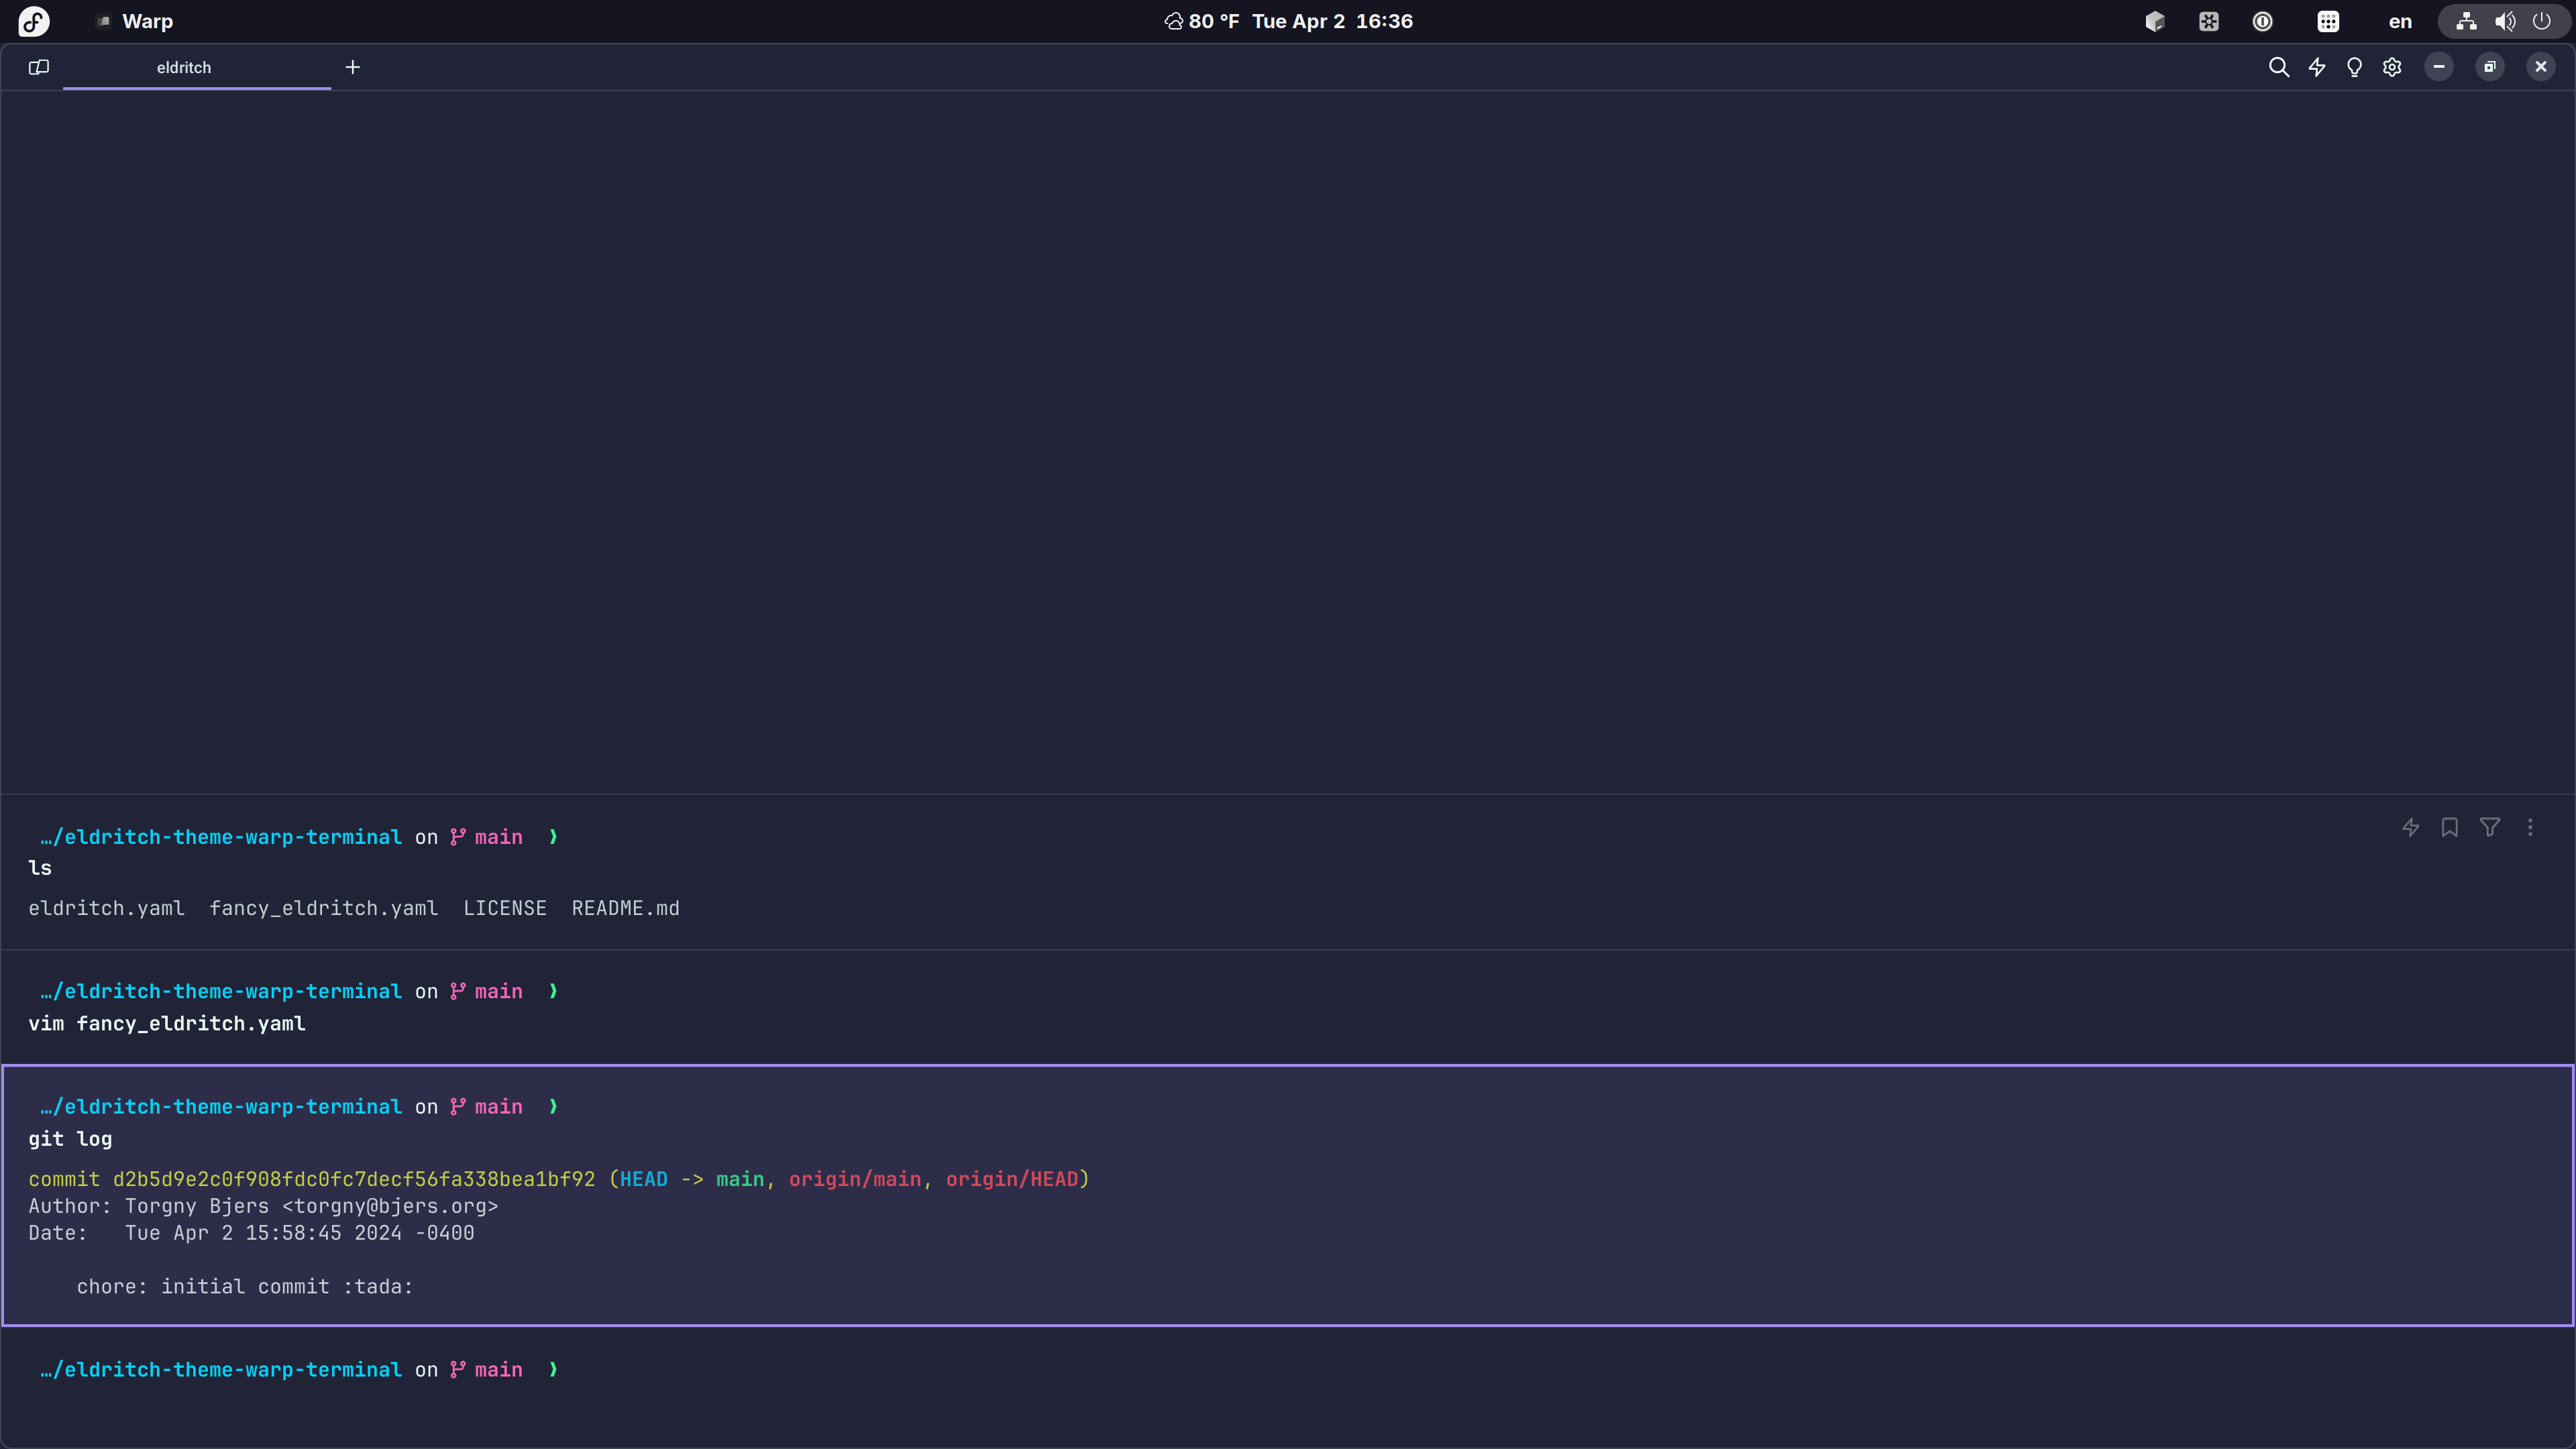 Warp
80 °F  Tue Apr 2  16:36
en
eldritch
…/eldritch-theme-warp-terminal on main ❯
ls
eldritch.yaml  fancy_eldritch.yaml  LICENSE  README.md
…/eldritch-theme-warp-terminal on main ❯
vim fancy_eldritch.yaml
…/eldritch-theme-warp-terminal on main ❯
git log
commit d2b5d9e2c0f908fdc0fc7decf56fa338bea1bf92 (HEAD -> main, origin/main, origin/HEAD)
Author: Torgny Bjers <torgny@bjers.org>
Date:   Tue Apr 2 15:58:45 2024 -0400
    chore: initial commit :tada:
…/eldritch-theme-warp-terminal on main ❯